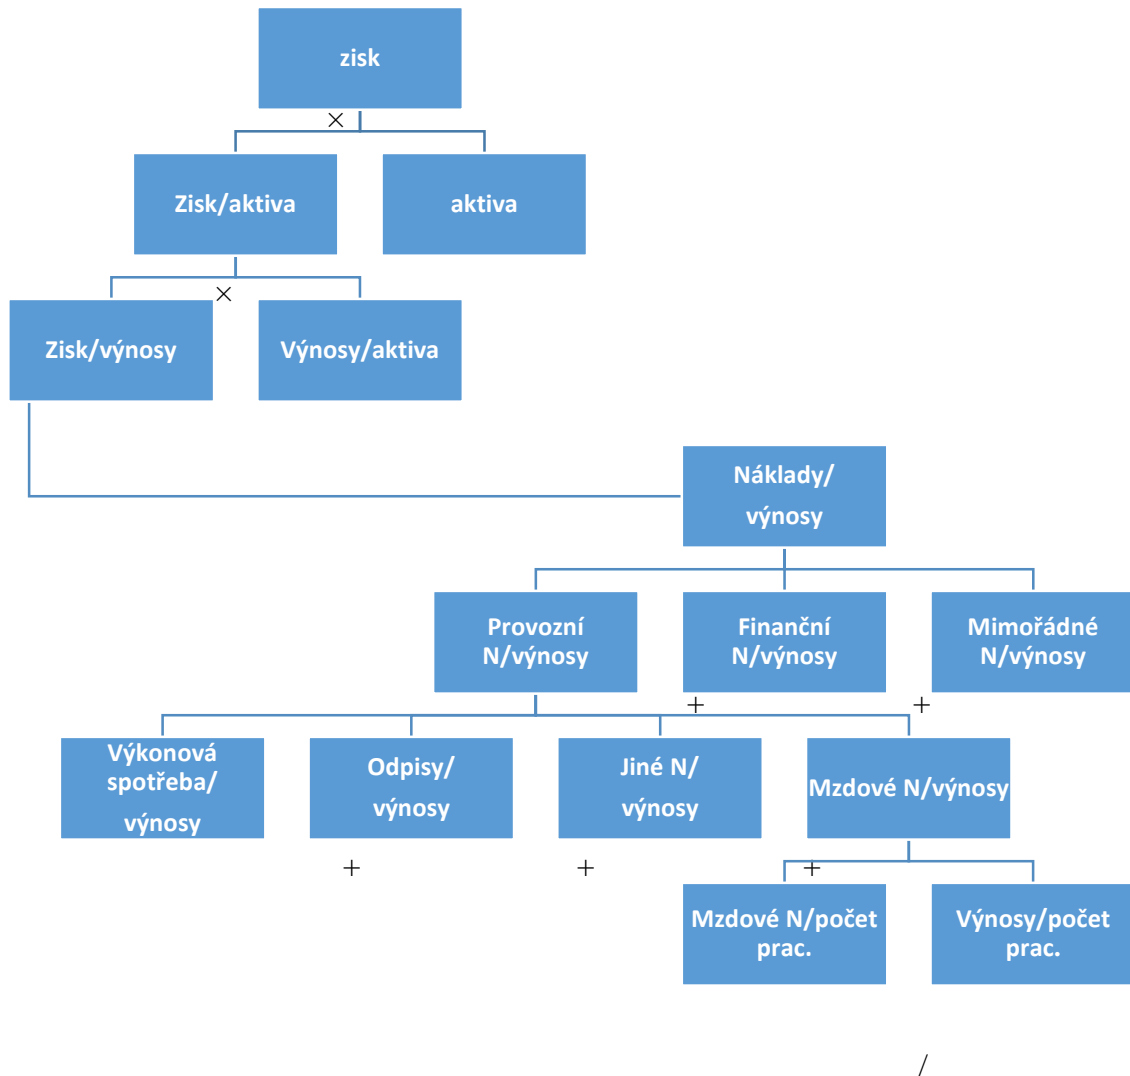 zisk
×
Zisk/aktiva
aktiva
×
Zisk/výnosy
Výnosy/aktiva
Náklady/
výnosy
Provozní
N/výnosy
Finanční
N/výnosy
Mimořádné
N/výnosy
+
+
Výkonová
spotřeba/
výnosy
Odpisy/
výnosy
Jiné N/
výnosy
Mzdové N/výnosy
+
+
+
Mzdové N/počet
prac.
Výnosy/počet
prac.
/